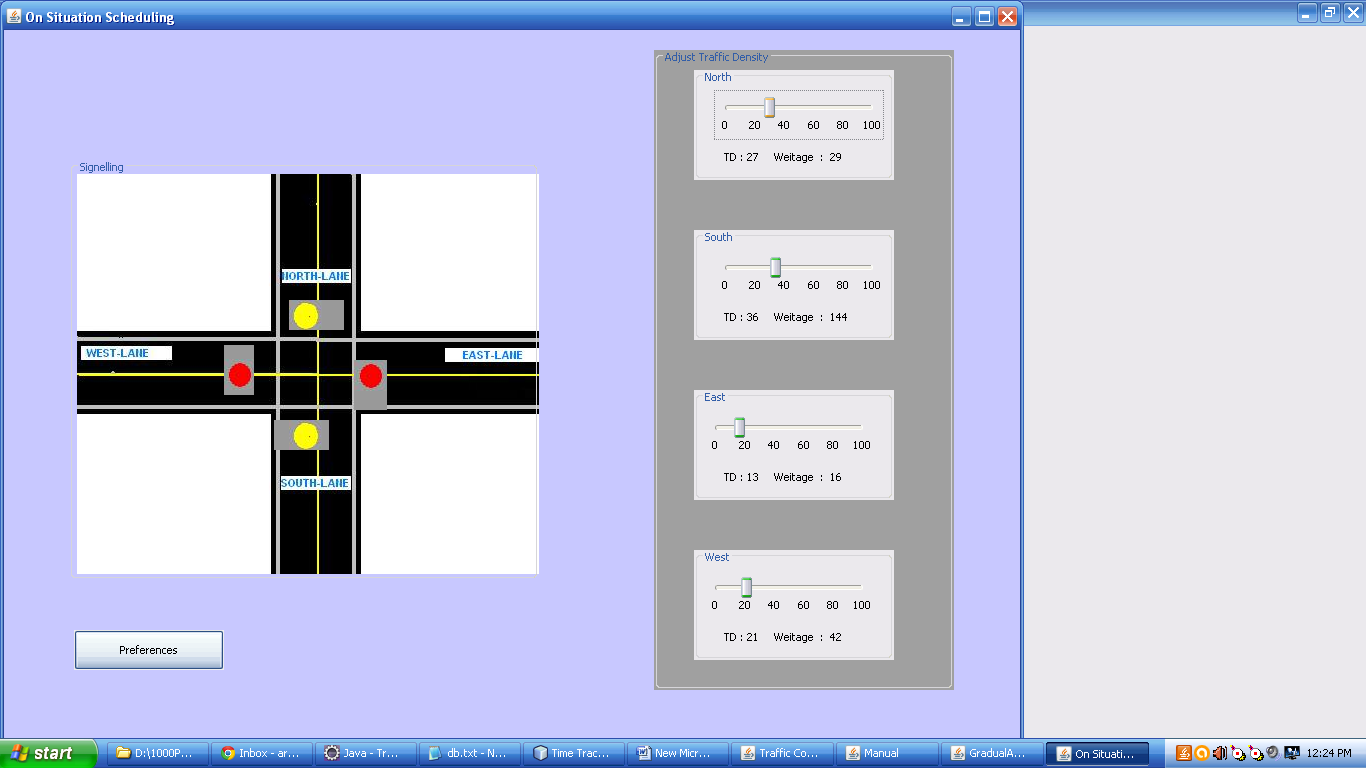 On Situation Scheduling
Adjust Traffic Density
North
0 20 40 60 80 100
TD : 27 Weitage : 29
Signelling
NORTH-LANE
WEST-LANE
EAST-LANE
SOUTH-LANE
South
0 20 40 60 80 100
TD : 36 Weitage : 144
East
0 20 40 60 80 100
TD : 13 Weitage : 16
West
0 20 40 60 80 100
TD : 21 Weitage : 42
Preferences
start
D:\1000P...
Inbox - ar...
Java - Tr...
db.txt - N...
Time Trac...
New Micr...
Traffic Co...
Manual
GradualA...
On Situati...
12:24 PM